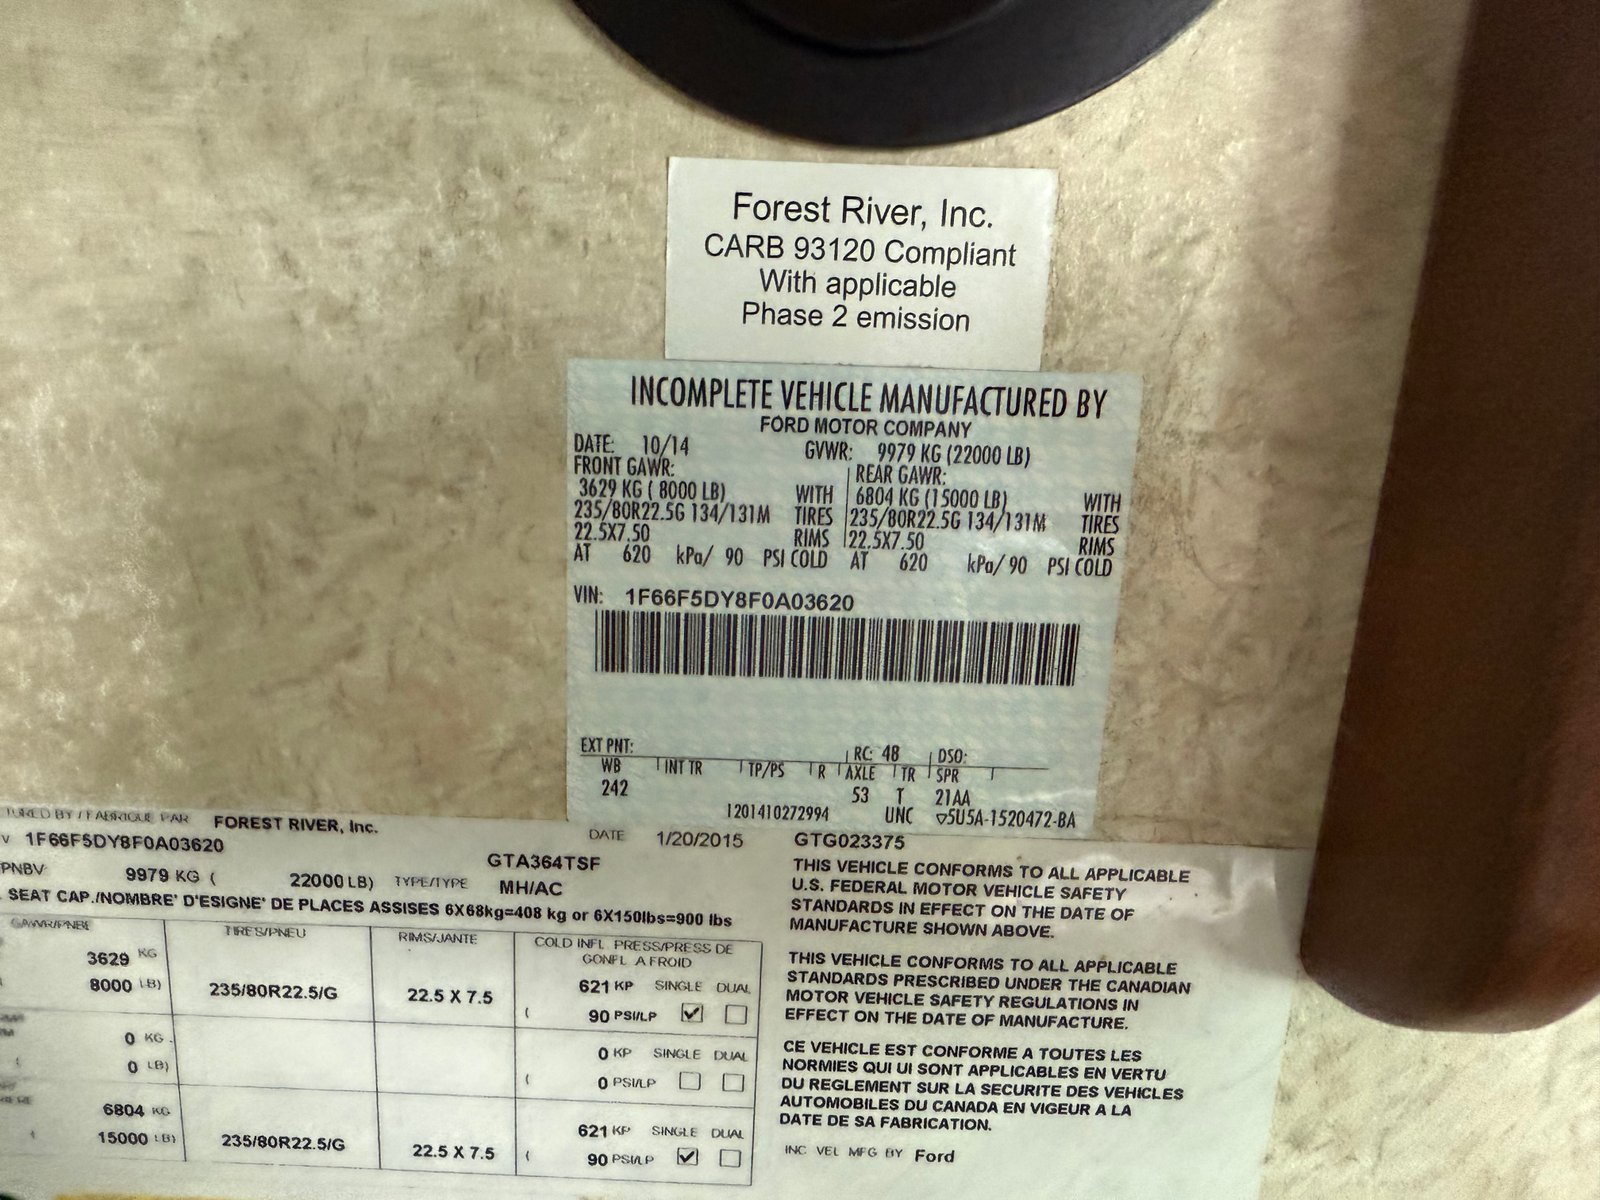 Forest River, Inc.
CARB 93120 Compliant
With applicable
Phase 2 emission
INCOMPLETE VEHICLE MANUFACTURED BY
FORD MOTOR COMPANY
DATE: 10/14 GVWR: 9979 KG (22000 LB)
FRONT GAWR: REAR GAWR:
3629 KG ( 8000 LB) WITH 6804 KG (15000 LB) WITH
235/80R22.5G 134/131M TIRES 235/80R22.5G 134/131M TIRES
22.5X7.50 RIMS 22.5X7.50 RIMS
AT 620 kPa/ 90 PSI COLD AT 620 kPa/ 90 PSI COLD
VIN: 1F66F5DY8F0A03620
EXT PNT: RC: 48 DSO:
WB INT TR TP/PS R AXLE TR SPR
242 53 T 21AA
1201410272994 UNC ▽5U5A-1520472-BA
TURED BY / FABRIQUE PAR FOREST RIVER, Inc. DATE 1/20/2015 GTG023375
V 1F66F5DY8F0A03620 GTA364TSF
PNBV 9979 KG ( 22000 LB) TYPE/TYPE MH/AC
SEAT CAP./NOMBRE' D'ESIGNE' DE PLACES ASSISES 6X68kg=408 kg or 6X150lbs=900 lbs
GAWR/PNBE TIRES/PNEU RIMS/JANTE COLD INFL PRESS/PRESS DE
GONFL A FROID
3629 KG 621 KP SINGLE DUAL
8000 LB) 235/80R22.5/G 22.5 X 7.5 ( 90 PSI/LP
0 KG 0 KP SINGLE DUAL
( 0 LB) ( 0 PSI/LP
6804 KG 621 KP SINGLE DUAL
( 15000 LB) 235/80R22.5/G 22.5 X 7.5 ( 90 PSI/LP
THIS VEHICLE CONFORMS TO ALL APPLICABLE
U.S. FEDERAL MOTOR VEHICLE SAFETY
STANDARDS IN EFFECT ON THE DATE OF
MANUFACTURE SHOWN ABOVE.
THIS VEHICLE CONFORMS TO ALL APPLICABLE
STANDARDS PRESCRIBED UNDER THE CANADIAN
MOTOR VEHICLE SAFETY REGULATIONS IN
EFFECT ON THE DATE OF MANUFACTURE.
CE VEHICLE EST CONFORME A TOUTES LES
NORMIES QUI UI SONT APPLICABLES EN VERTU
DU REGLEMENT SUR LA SECURITE DES VEHICLES
AUTOMOBILES DU CANADA EN VIGEUR A LA
DATE DE SA FABRICATION.
INC VEL MFG BY Ford